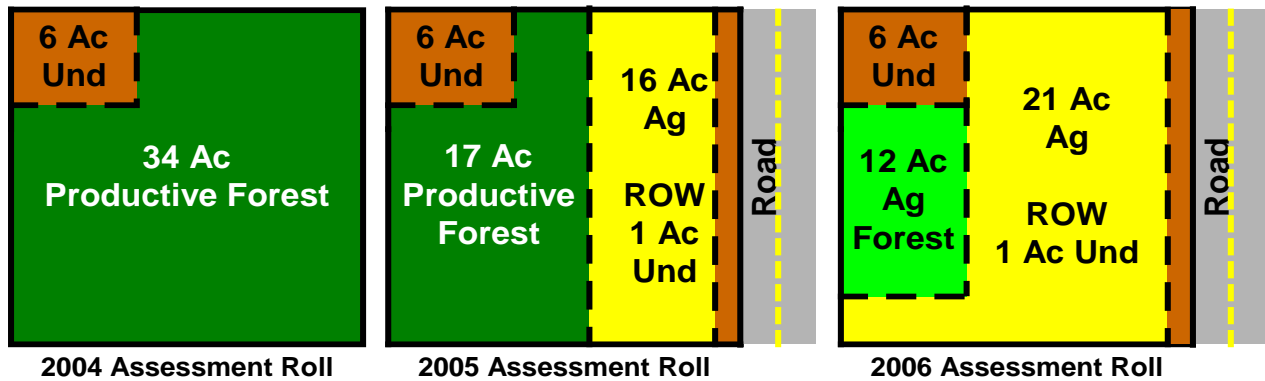 6 Ac
Und
34 Ac
Productive Forest
2004 Assessment Roll
6 Ac
Und
17 Ac
Productive
Forest
16 Ac
Ag
ROW
1 Ac
Und
Road
2005 Assessment Roll
6 Ac
Und
12 Ac
Ag
Forest
21 Ac
Ag
ROW
1 Ac Und
Road
2006 Assessment Roll